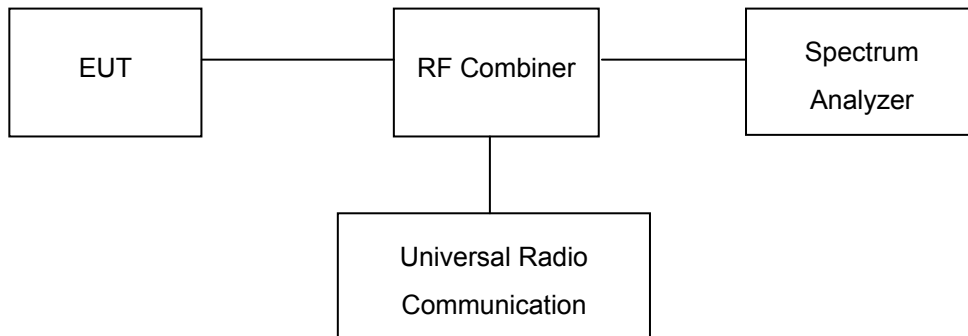 EUT
RF Combiner
Spectrum
Analyzer
Universal Radio
Communication